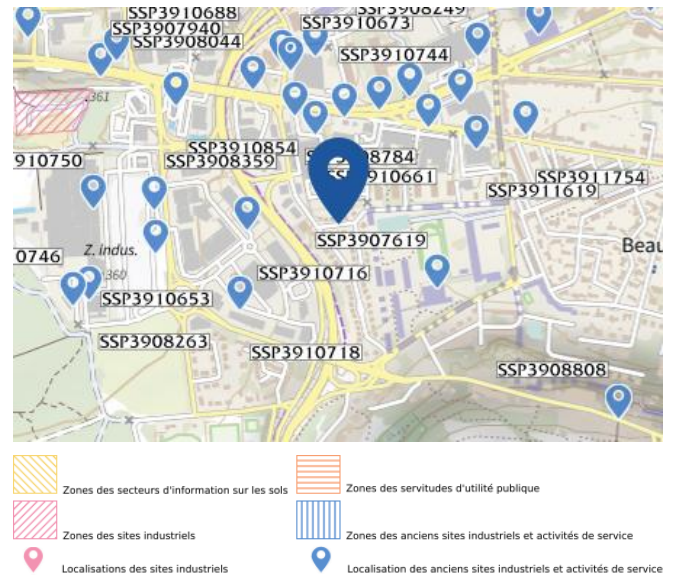 SSP3910688
SSP3908249
SSP3910673
SSP3907940
SSP3908044
SSP3910744
361
SSP3910854
SSP3908359
910750
8784
910661
SSP3911754
SSP3911619
0746
Z. indus.
SSP3907619
Beau
360
SSP3910653
SSP3910716
SSP3908263
SSP3910718
SSP3908808
Zones des secteurs d'information sur les sols
Zones des servitudes d'utilité publique
Zones des sites industriels
Zones des anciens sites industriels et activités de service
Localisations des sites industriels
Localisation des anciens sites industriels et activités de service